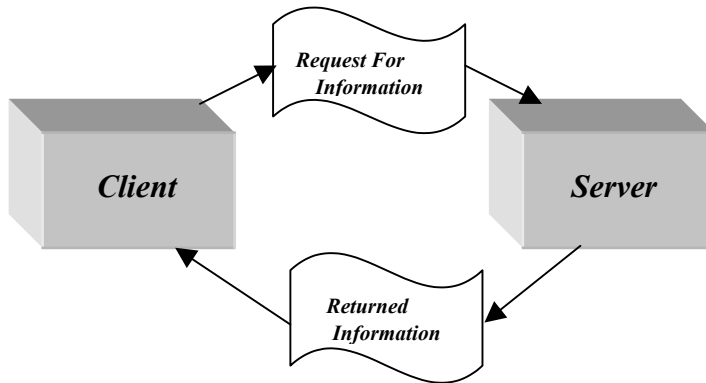 Request For
Information
Client
Server
Returned
Information